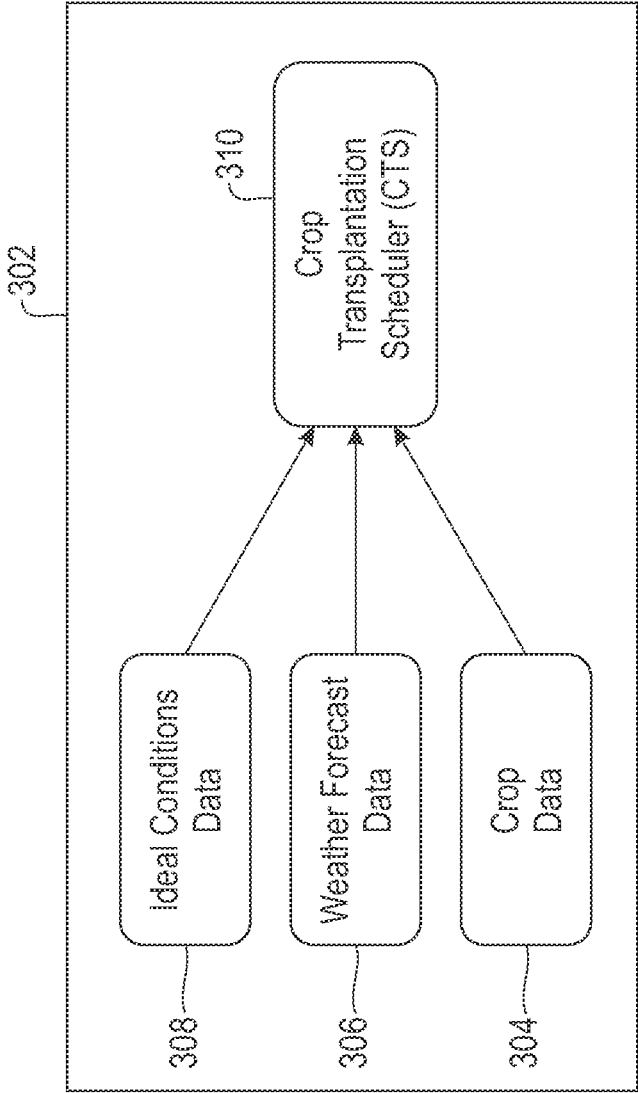 302
310
Crop
Transplantation
Scheduler (CTS)
308
Ideal Conditions
Data
306
Weather Forecast
Data
304
Crop
Data